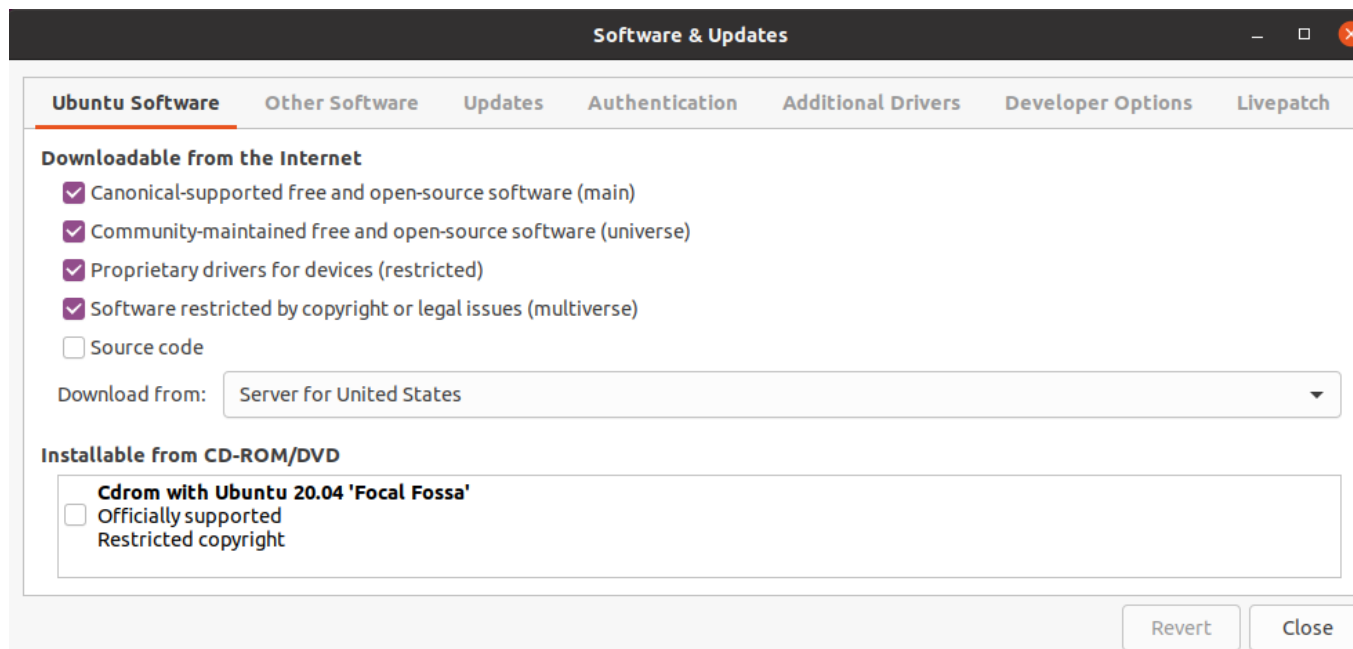 Software & Updates
Ubuntu Software Other Software Updates Authentication Additional Drivers Developer Options Livepatch
Downloadable from the Internet
Canonical-supported free and open-source software (main)
Community-maintained free and open-source software (universe)
Proprietary drivers for devices (restricted)
Software restricted by copyright or legal issues (multiverse)
Source code
Download from: Server for United States
Installable from CD-ROM/DVD
Cdrom with Ubuntu 20.04 'Focal Fossa'
Officially supported
Restricted copyright
Revert Close